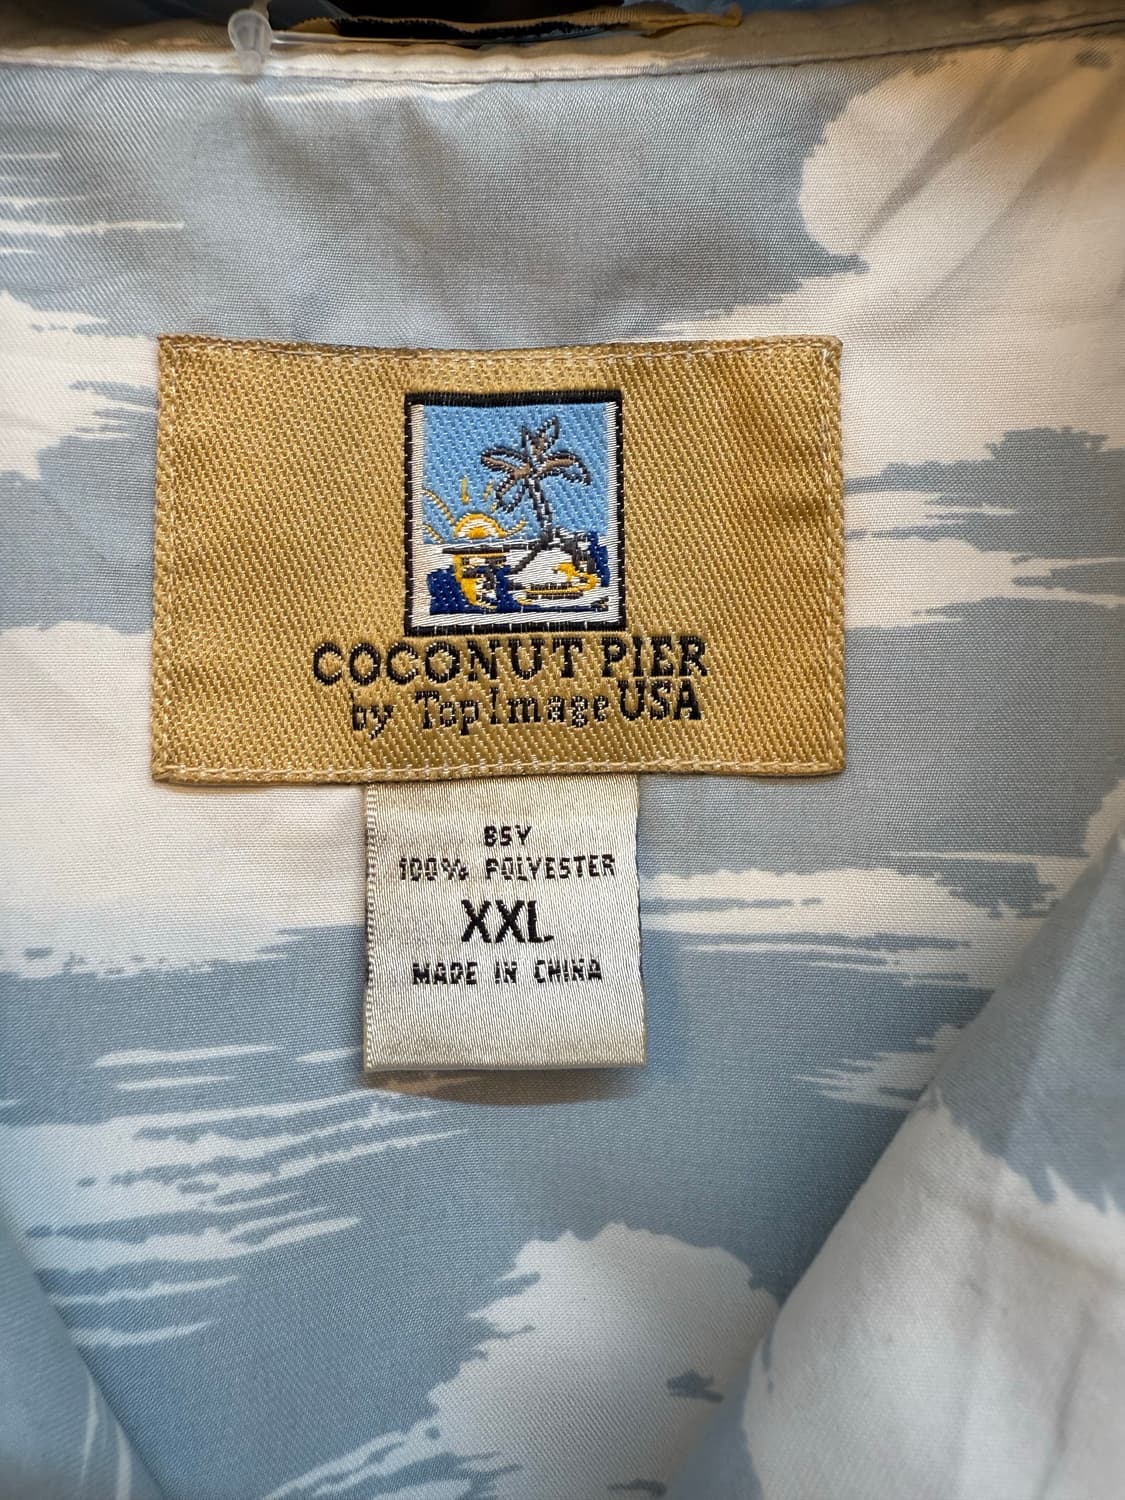 COCONUT PIER
by Top Image USA
85Y
100% POLYESTER
XXL
MADE IN CHINA